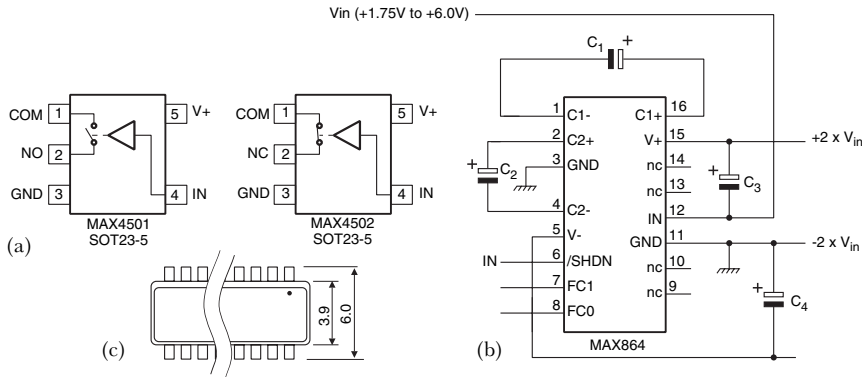 Vin (+1.75V to +6.0V)
COM 1 5 V+
NO 2
GND 3 4 IN
MAX4501
SOT23-5
COM 1 5 V+
NC 2
GND 3 4 IN
MAX4502
SOT23-5
(a)
C1 +
1 C1- C1+ 16
2 C2+ V+ 15 +2 x Vin
3 GND nc 14
nc 13
+ C2
+ C3
4 C2- IN 12
5 V- GND 11 -2 x Vin
IN 6 /SHDN nc 10
7 FC1 nc 9
8 FC0
+ C4
MAX864
(b)
3.9
6.0
(c)